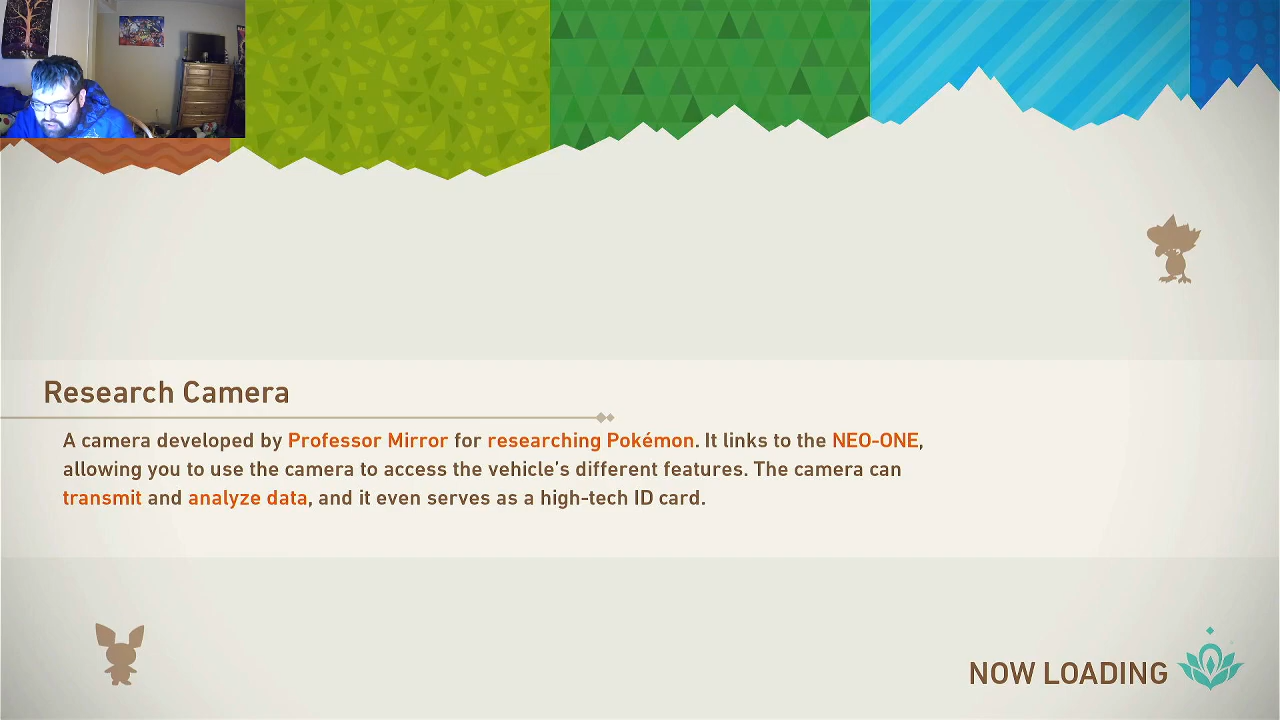 Research Camera
A camera developed by Professor Mirror for researching Pokémon. It links to the NEO-ONE,
allowing you to use the camera to access the vehicle's different features. The camera can
transmit and analyze data, and it even serves as a high-tech ID card.
NOW LOADING